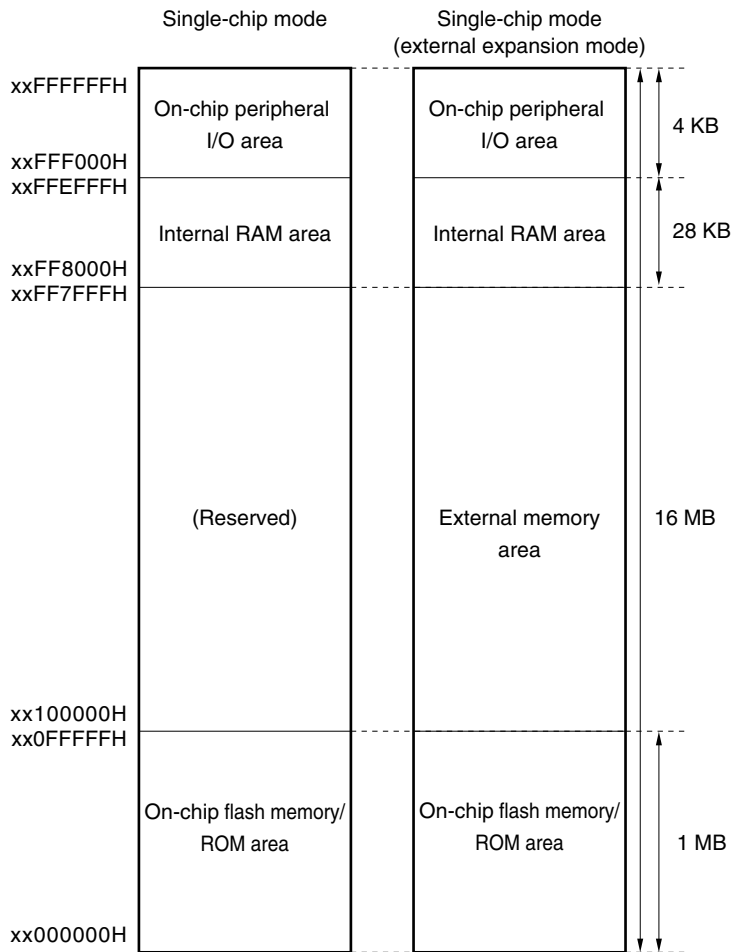 Single-chip mode
Single-chip mode
(external expansion mode)
xxFFFFFFH
On-chip peripheral
I/O area
On-chip peripheral
I/O area
4 KB
xxFFF000H
xxFFEFFFH
Internal RAM area
Internal RAM area
28 KB
xxFF8000H
xxFF7FFFH
(Reserved)
External memory
area
16 MB
xx100000H
xx0FFFFFH
On-chip flash memory/
ROM area
On-chip flash memory/
ROM area
1 MB
xx000000H